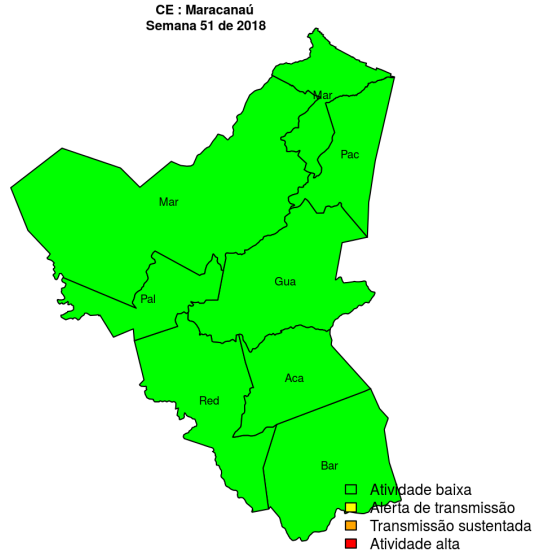 CE : Maracanaú
Semana 51 de 2018
Mar
Pac
Mar
Gua
Pal
Aca
Red
Bar
Atividade baixa
Alerta de transmissão
Transmissão sustentada
Atividade alta